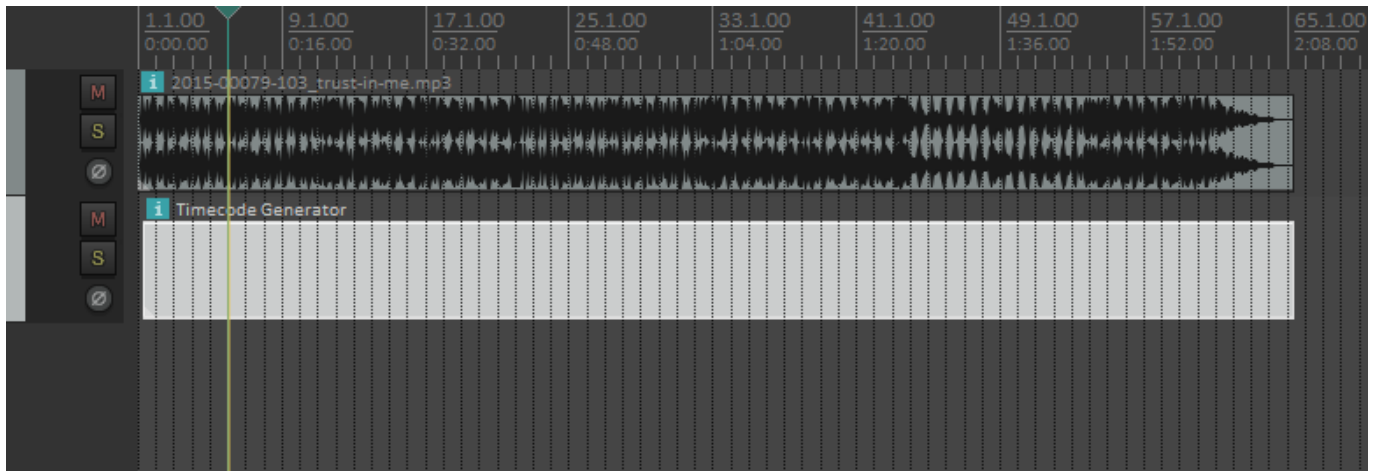 1.1.00 9.1.00 17.1.00 25.1.00 33.1.00 41.1.00 49.1.00 57.1.00 65.1.00
0:00.00 0:16.00 0:32.00 0:48.00 1:04.00 1:20.00 1:36.00 1:52.00 2:08.00
i 2015-00079-103_trust-in-me.mp3
M
S
Ø
i Timecode Generator
M
S
Ø